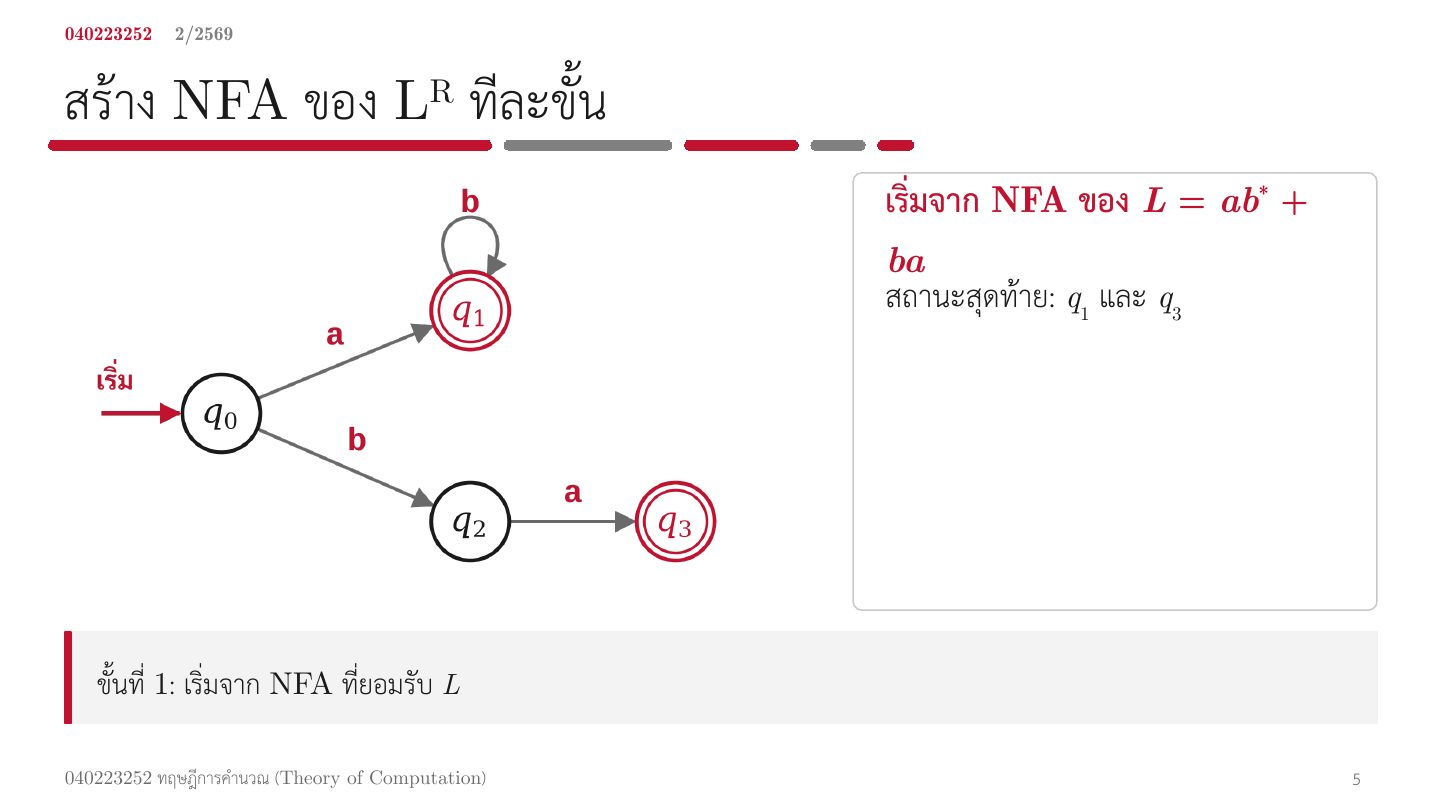 040223252 2/2569
สร้าง NFA ของ Lᴿ ทีละขั้น
เริ่มจาก NFA ของ L = ab* +
ba
สถานะสุดท้าย: q₁ และ q₃
b
q₁
a
เริ่ม
q₀
b
q₂
a
q₃
ขั้นที่ 1: เริ่มจาก NFA ที่ยอมรับ L
040223252 ทฤษฎีการคำนวณ (Theory of Computation)
5